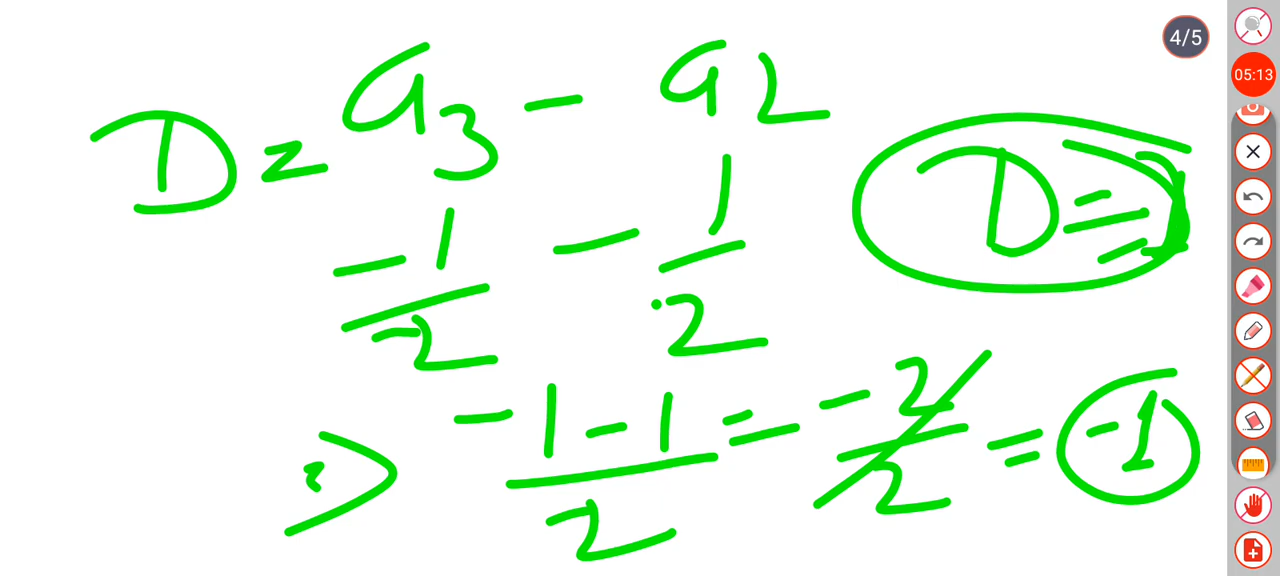 4/5
05:13
D = a3 - a2
D = -1
-1/2 - 1/2
⇒ (-1 - 1)/2 = -2/2 = -1